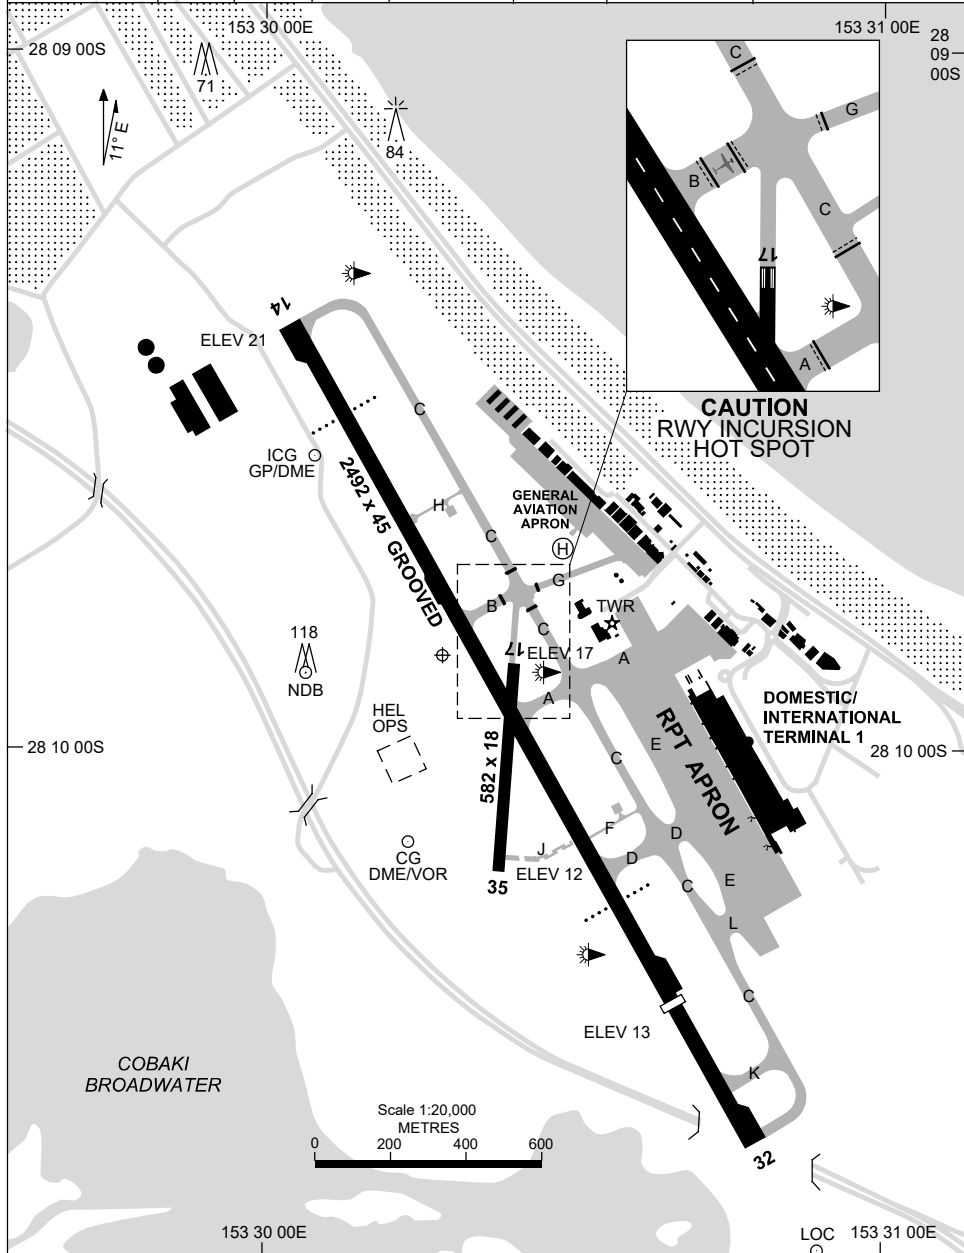 153 30 00E
153 31 00E
28 09 00S
28
09
00S
71
84
11° E
C
G
B
C
17
A
CAUTION
RWY INCURSION
HOT SPOT
14
ELEV 21
C
ICG
GP/DME
2492 x 45 GROOVED
H
GENERAL
AVIATION
APRON
C
H
G
B
TWR
C
17
ELEV 17
A
118
NDB
A
HEL
OPS
DOMESTIC/
INTERNATIONAL
TERMINAL 1
RPT APRON
E
C
28 10 00S
28 10 00S
582 x 18
F
D
J
CG
DME/VOR
D
35
ELEV 12
C
E
L
C
ELEV 13
COBAKI
BROADWATER
K
Scale 1:20,000
METRES
0 200 400 600
32
153 30 00E
LOC
153 31 00E